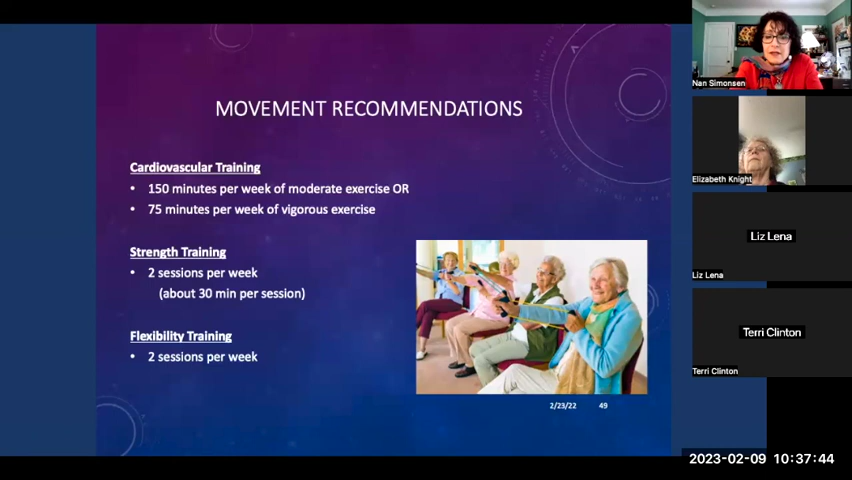 MOVEMENT RECOMMENDATIONS
Cardiovascular Training
• 150 minutes per week of moderate exercise OR
• 75 minutes per week of vigorous exercise
Strength Training
• 2 sessions per week
(about 30 min per session)
Flexibility Training
• 2 sessions per week
2/23/22 49
Nan Simonsen
Elizabeth Knight
Liz Lena
Liz Lena
Terri Clinton
Terri Clinton
2023-02-09 10:37:44